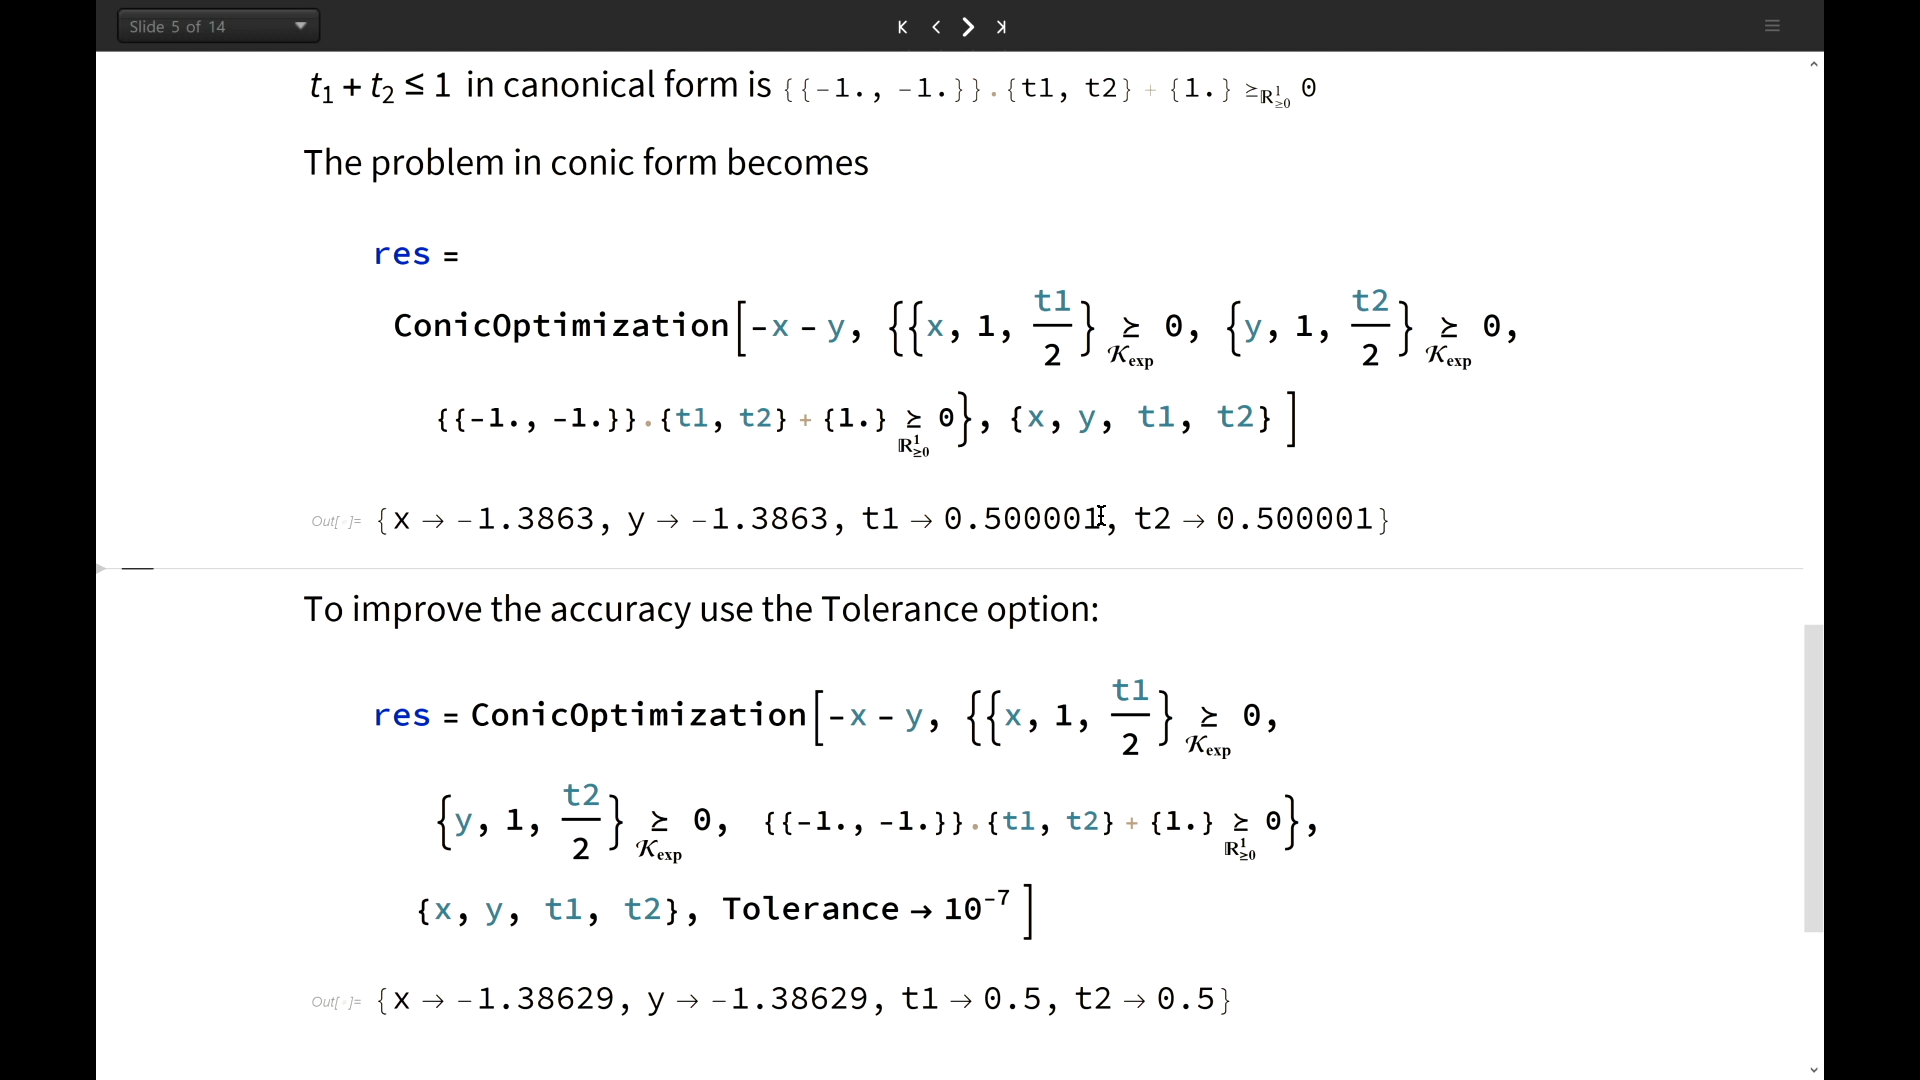 Slide 5 of 14
t₁ + t₂ ≤ 1 in canonical form is {{-1., -1.}}.{t1, t2} + {1.} ⪰ℝ¹≥0 0
The problem in conic form becomes
res =
ConicOptimization[-x - y, {{x, 1, t1/2} ⪰𝒦exp 0, {y, 1, t2/2} ⪰𝒦exp 0,
{{-1., -1.}}.{t1, t2} + {1.} ⪰ℝ¹≥0 0}, {x, y, t1, t2}]
Out[ ]= {x → -1.3863, y → -1.3863, t1 → 0.500001, t2 → 0.500001}
To improve the accuracy use the Tolerance option:
res = ConicOptimization[-x - y, {{x, 1, t1/2} ⪰𝒦exp 0,
{y, 1, t2/2} ⪰𝒦exp 0, {{-1., -1.}}.{t1, t2} + {1.} ⪰ℝ¹≥0 0},
{x, y, t1, t2}, Tolerance → 10⁻⁷]
Out[ ]= {x → -1.38629, y → -1.38629, t1 → 0.5, t2 → 0.5}